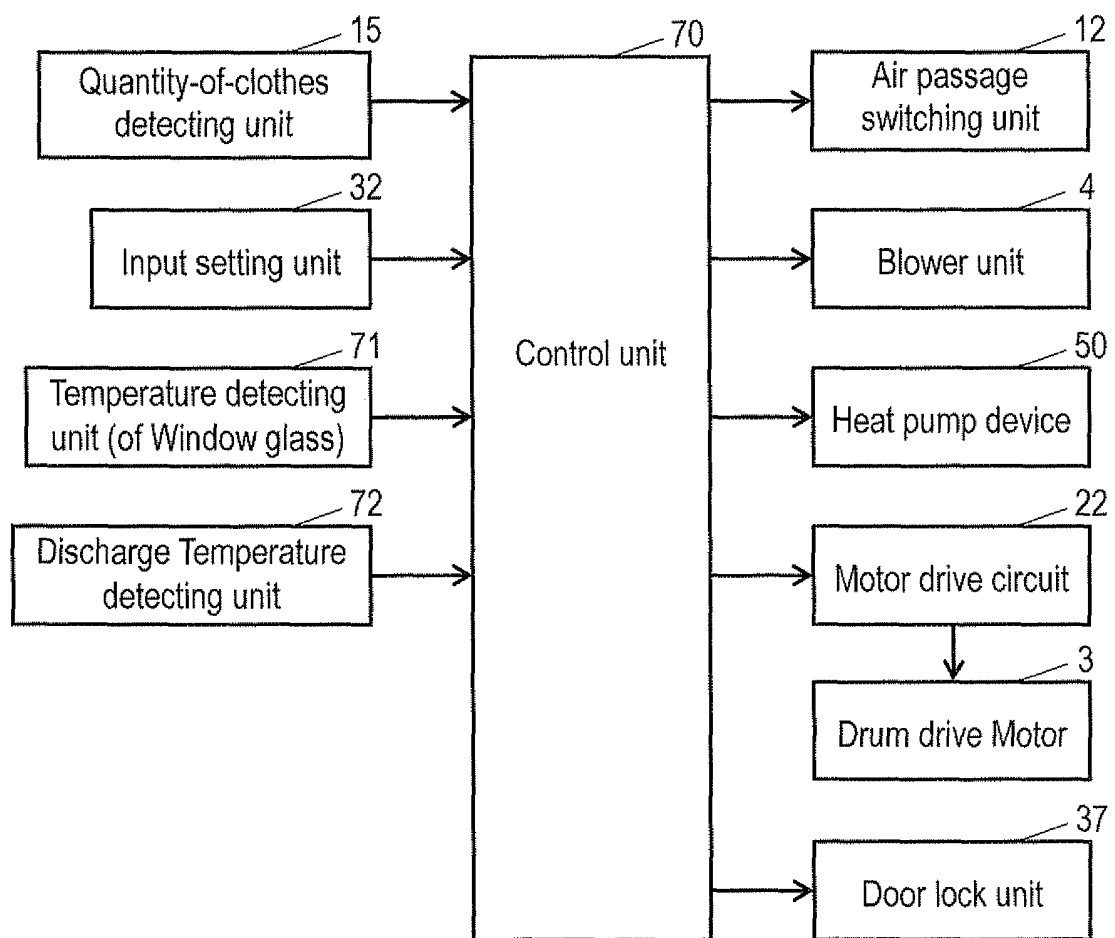 15
Quantity-of-clothes
detecting unit
32
Input setting unit
71
Temperature detecting
unit (of Window glass)
72
Discharge Temperature
detecting unit
70
Control unit
12
Air passage
switching unit
4
Blower unit
50
Heat pump device
22
Motor drive circuit
3
Drum drive Motor
37
Door lock unit